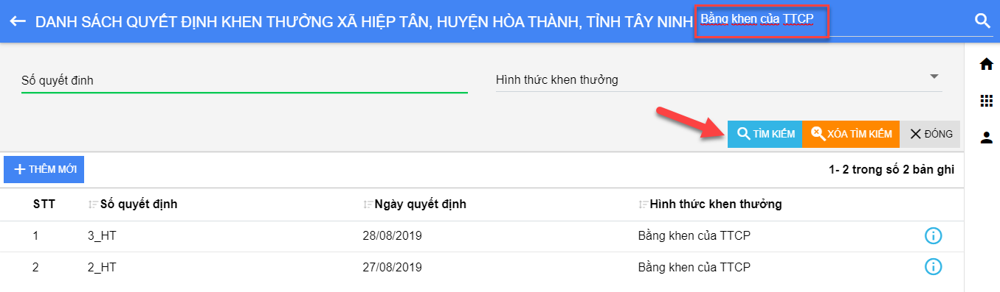 DANH SÁCH QUYẾT ĐỊNH KHEN THƯỞNG XÃ HIỆP TÂN, HUYỆN HÒA THÀNH, TỈNH TÂY NINH Bằng khen của TTCP
Số quyết đinh Hình thức khen thưởng
TÌM KIẾM XÓA TÌM KIẾM ĐÓNG
THÊM MỚI 1- 2 trong số 2 bản ghi
STT Số quyết định Ngày quyết định Hình thức khen thưởng
1 3_HT 28/08/2019 Bằng khen của TTCP
2 2_HT 27/08/2019 Bằng khen của TTCP